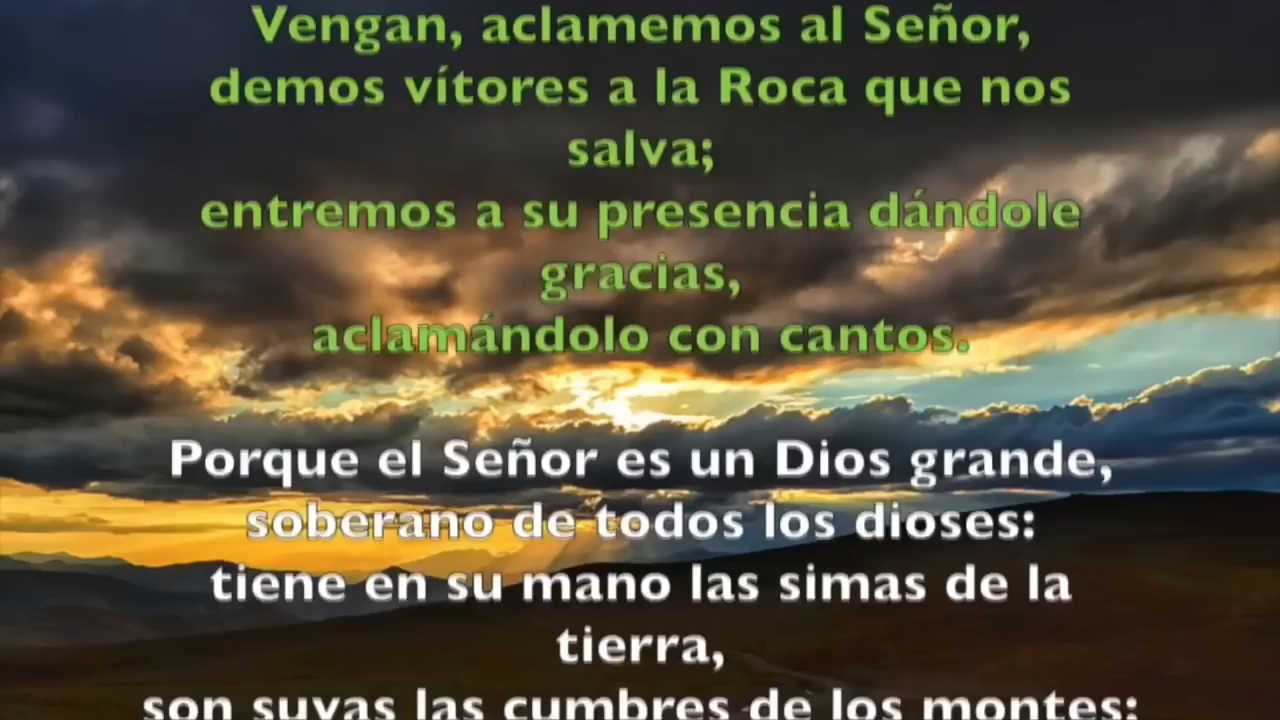 Vengan, aclamemos al Señor,
demos vítores a la Roca que nos
salva;
entremos a su presencia dándole
gracias,
aclamándolo con cantos.
Porque el Señor es un Dios grande,
soberano de todos los dioses:
tiene en su mano las simas de la
tierra,
son suyas las cumbres de los montes;